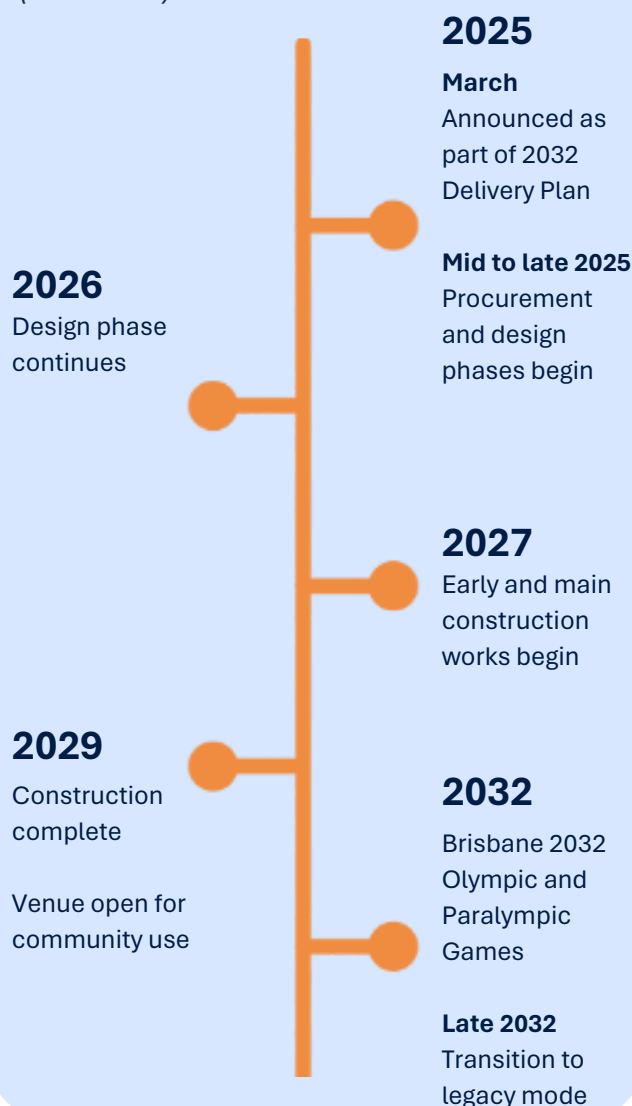 2025
March
Announced as
part of 2032
Delivery Plan
Mid to late 2025
Procurement
and design
phases begin
2026
Design phase
continues
2027
Early and main
construction
works begin
2029
Construction
complete
Venue open for
community use
2032
Brisbane 2032
Olympic and
Paralympic
Games
Late 2032
Transition to
legacy mode